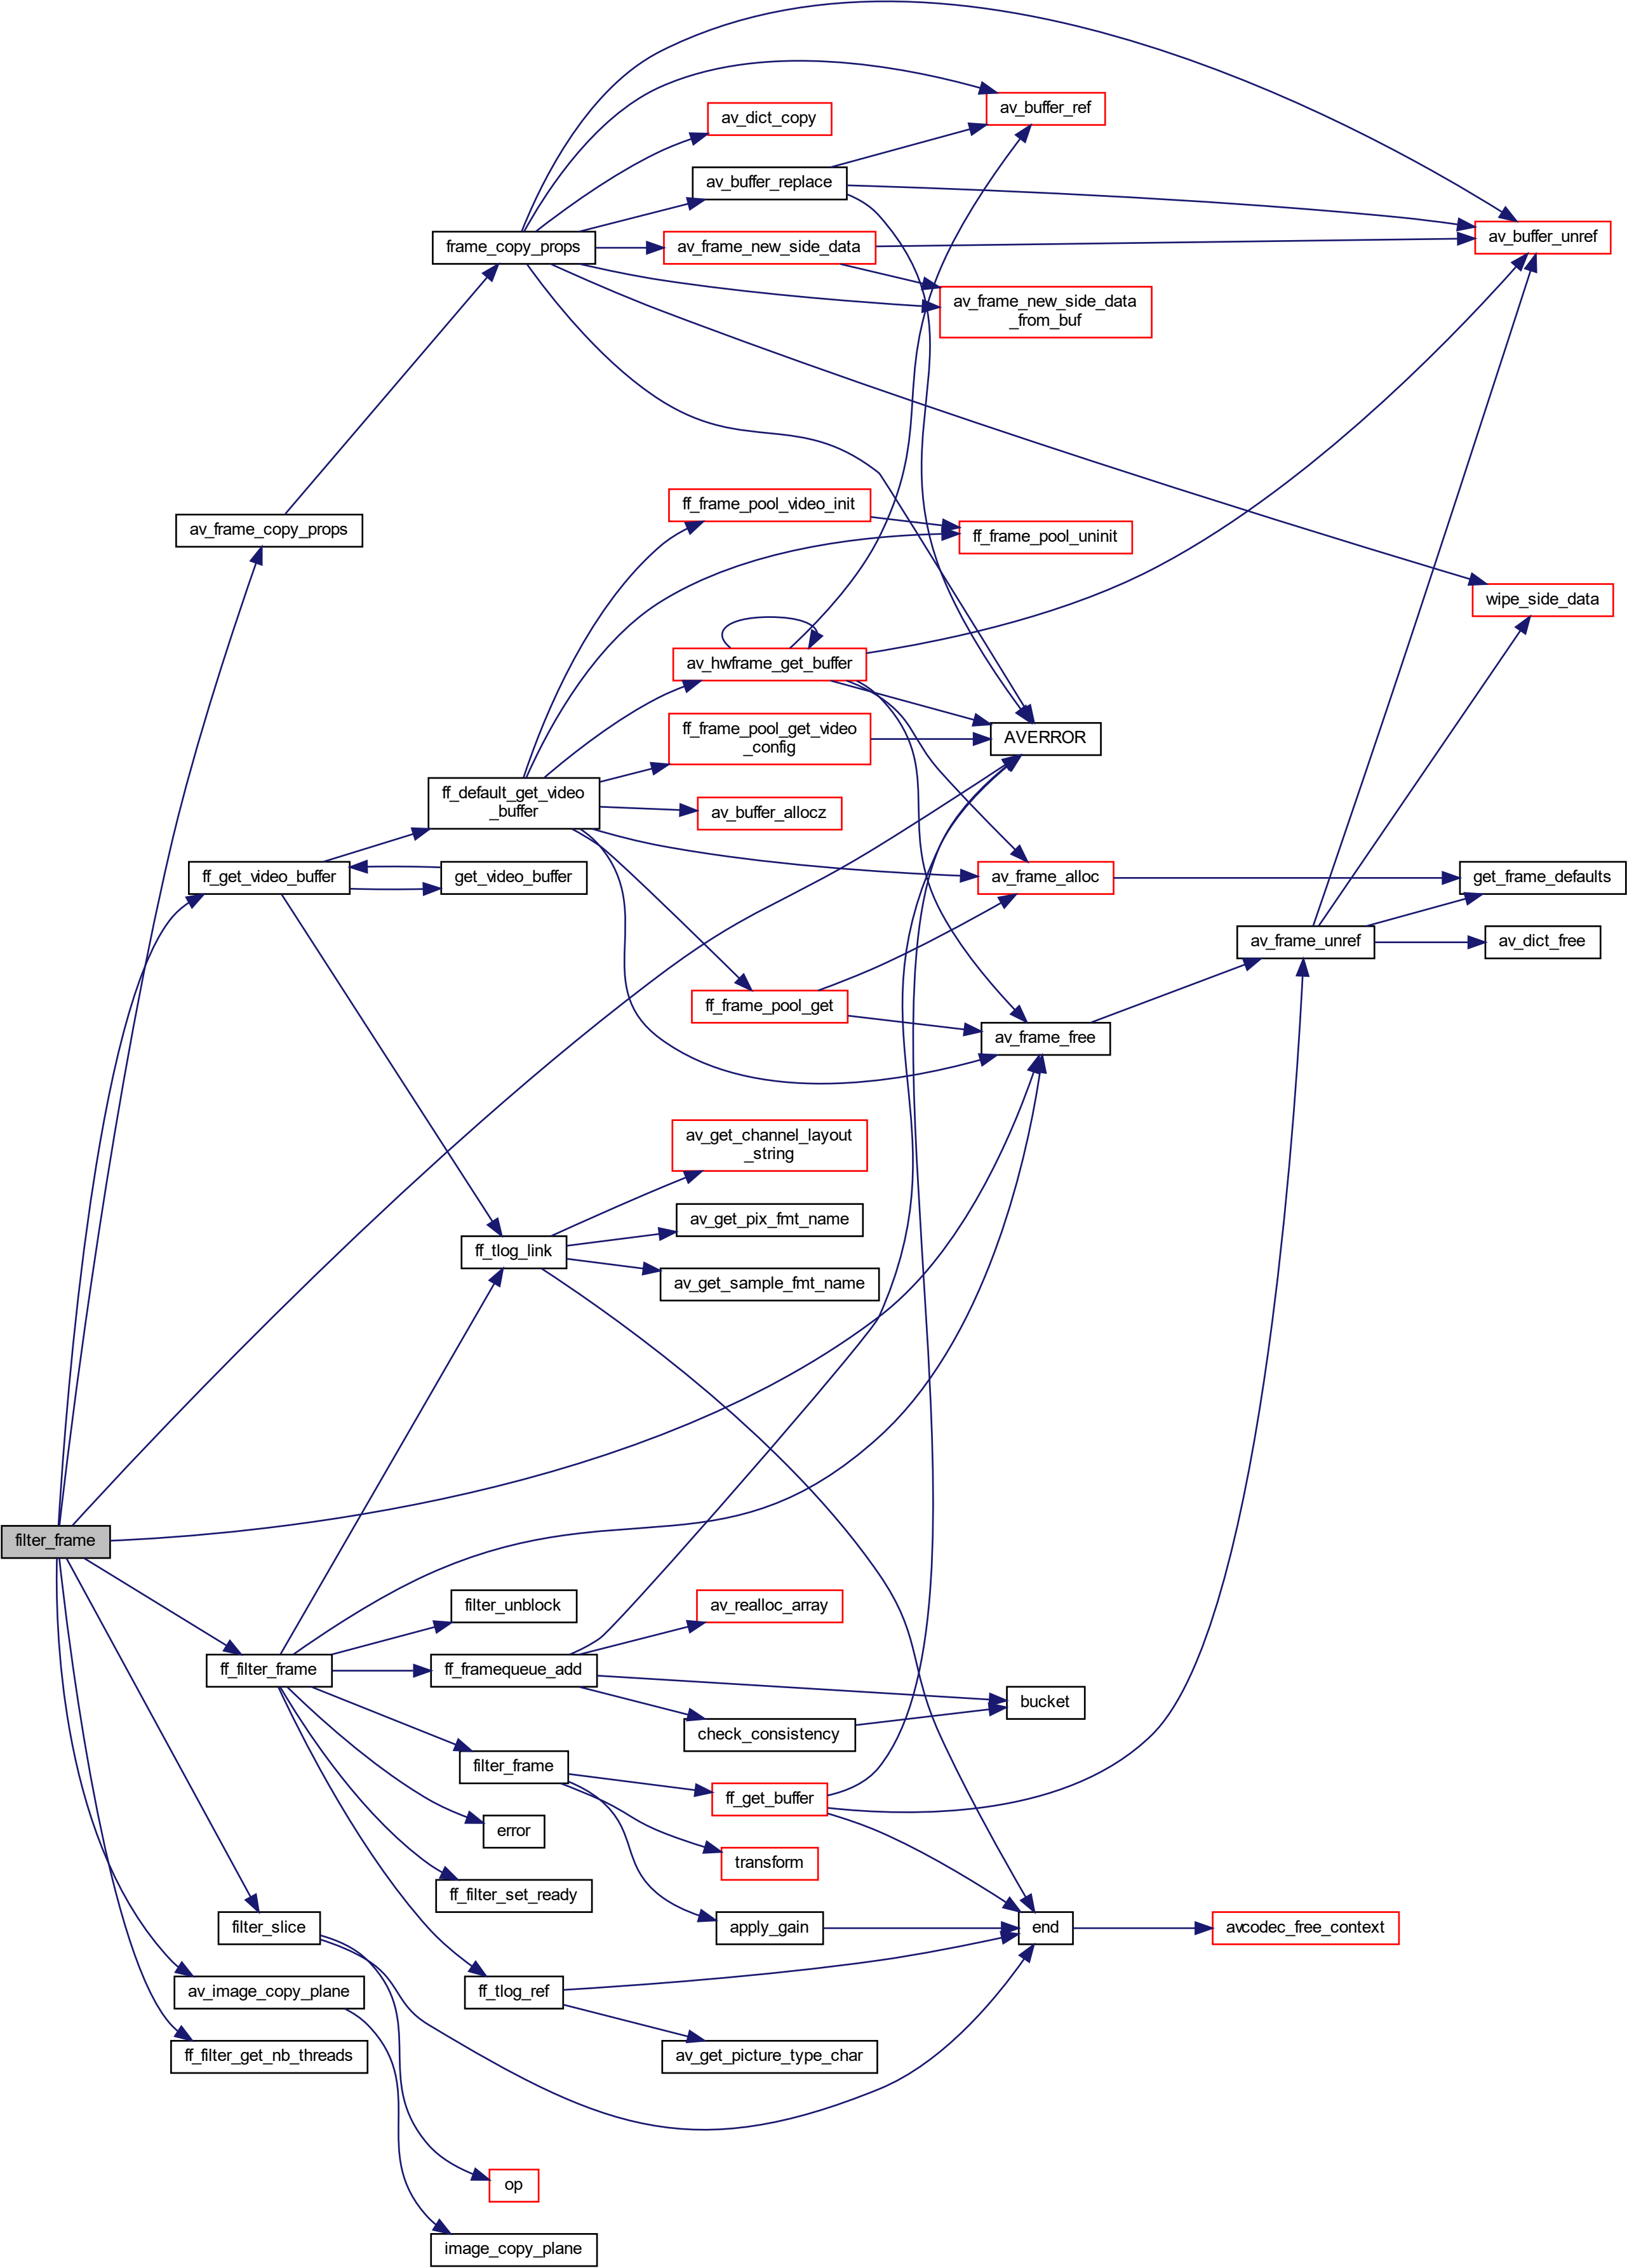 av_buffer_ref
av_dict_copy
av_buffer_replace
av_buffer_unref
frame_copy_props
av_frame_new_side_data
av_frame_new_side_data
_from_buf
ff_frame_pool_video_init
av_frame_copy_props
ff_frame_pool_uninit
wipe_side_data
av_hwframe_get_buffer
ff_frame_pool_get_video
_config
AVERROR
ff_default_get_video
_buffer
av_buffer_allocz
ff_get_video_buffer
get_video_buffer
av_frame_alloc
get_frame_defaults
av_frame_unref
av_dict_free
ff_frame_pool_get
av_frame_free
av_get_channel_layout
_string
av_get_pix_fmt_name
ff_tlog_link
av_get_sample_fmt_name
filter_frame
filter_unblock
av_realloc_array
ff_filter_frame
ff_framequeue_add
bucket
check_consistency
filter_frame
ff_get_buffer
error
transform
ff_filter_set_ready
filter_slice
apply_gain
end
avcodec_free_context
av_image_copy_plane
ff_tlog_ref
ff_filter_get_nb_threads
av_get_picture_type_char
op
image_copy_plane